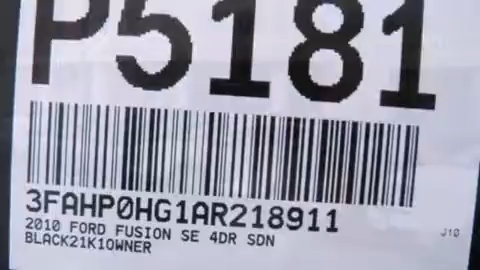 P5181
3FAHP0HG1AR218911
2010 FORD FUSION SE 4DR SDN
BLACK21K1OWNER
J10